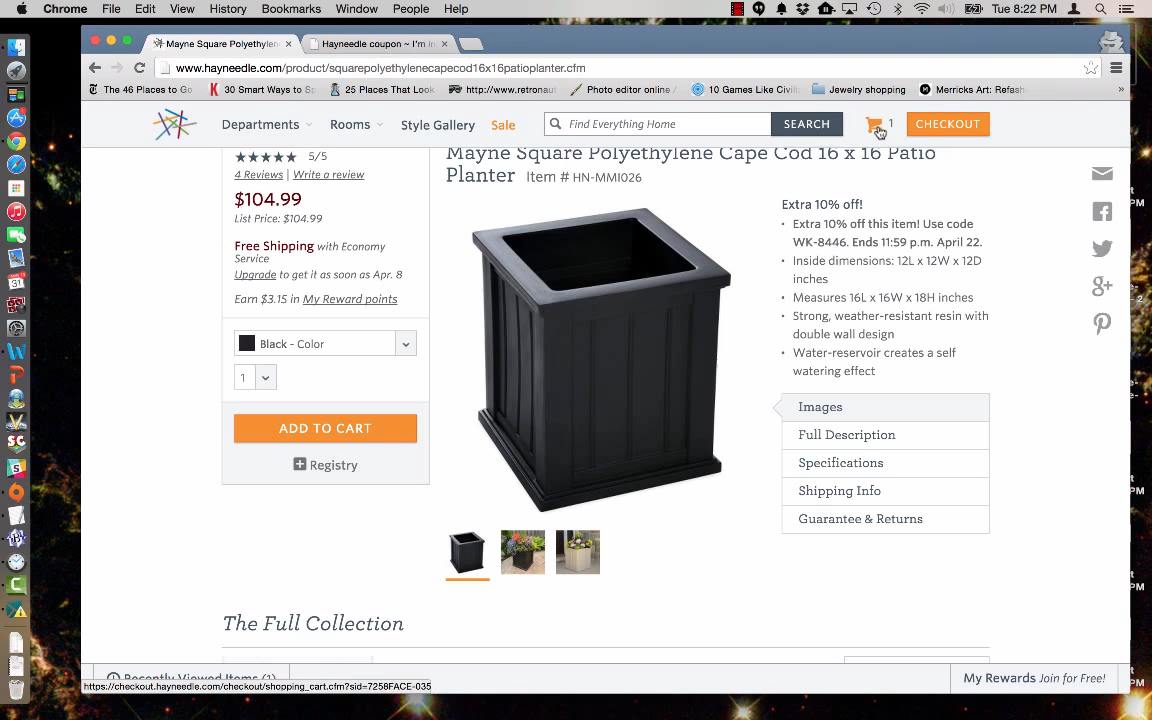 Chrome File Edit View History Bookmarks Window People Help Tue 8:22 PM
Mayne Square Polyethylen × Hayneedle coupon ~ I'm in ×
www.hayneedle.com/product/squarepolyethylenecapecod16x16patioplanter.cfm
The 46 Places to Go 30 Smart Ways to Sp 25 Places That Look http://www.retronaut Photo editor online / 10 Games Like Civiliz Jewelry shopping Merricks Art: Refash »
Departments Rooms Style Gallery Sale Find Everything Home SEARCH 1 CHECKOUT
★★★★★ 5/5
4 Reviews | Write a review
$104.99
List Price: $104.99
Free Shipping with Economy
Service
Upgrade to get it as soon as Apr. 8
Earn $3.15 in My Reward points
Black - Color
1
ADD TO CART
Registry
Mayne Square Polyethylene Cape Cod 16 x 16 Patio
Planter Item # HN-MMI026
Extra 10% off!
• Extra 10% off this item! Use code
WK-8446. Ends 11:59 p.m. April 22.
• Inside dimensions: 12L x 12W x 12D
inches
• Measures 16L x 16W x 18H inches
• Strong, weather-resistant resin with
double wall design
• Water-reservoir creates a self
watering effect
Images
Full Description
Specifications
Shipping Info
Guarantee & Returns
The Full Collection
Recently Viewed Items (1)
My Rewards Join for Free!
https://checkout.hayneedle.com/checkout/shopping_cart.cfm?sid=7258FACE-035